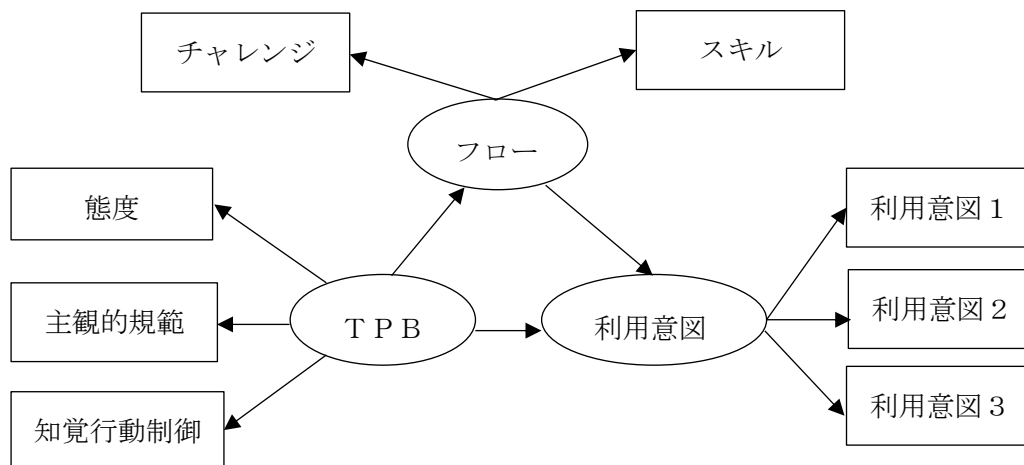 チャレンジ
スキル
フロー
態度
利用意図１
主観的規範
ＴＰＢ
利用意図
利用意図２
知覚行動制御
利用意図３